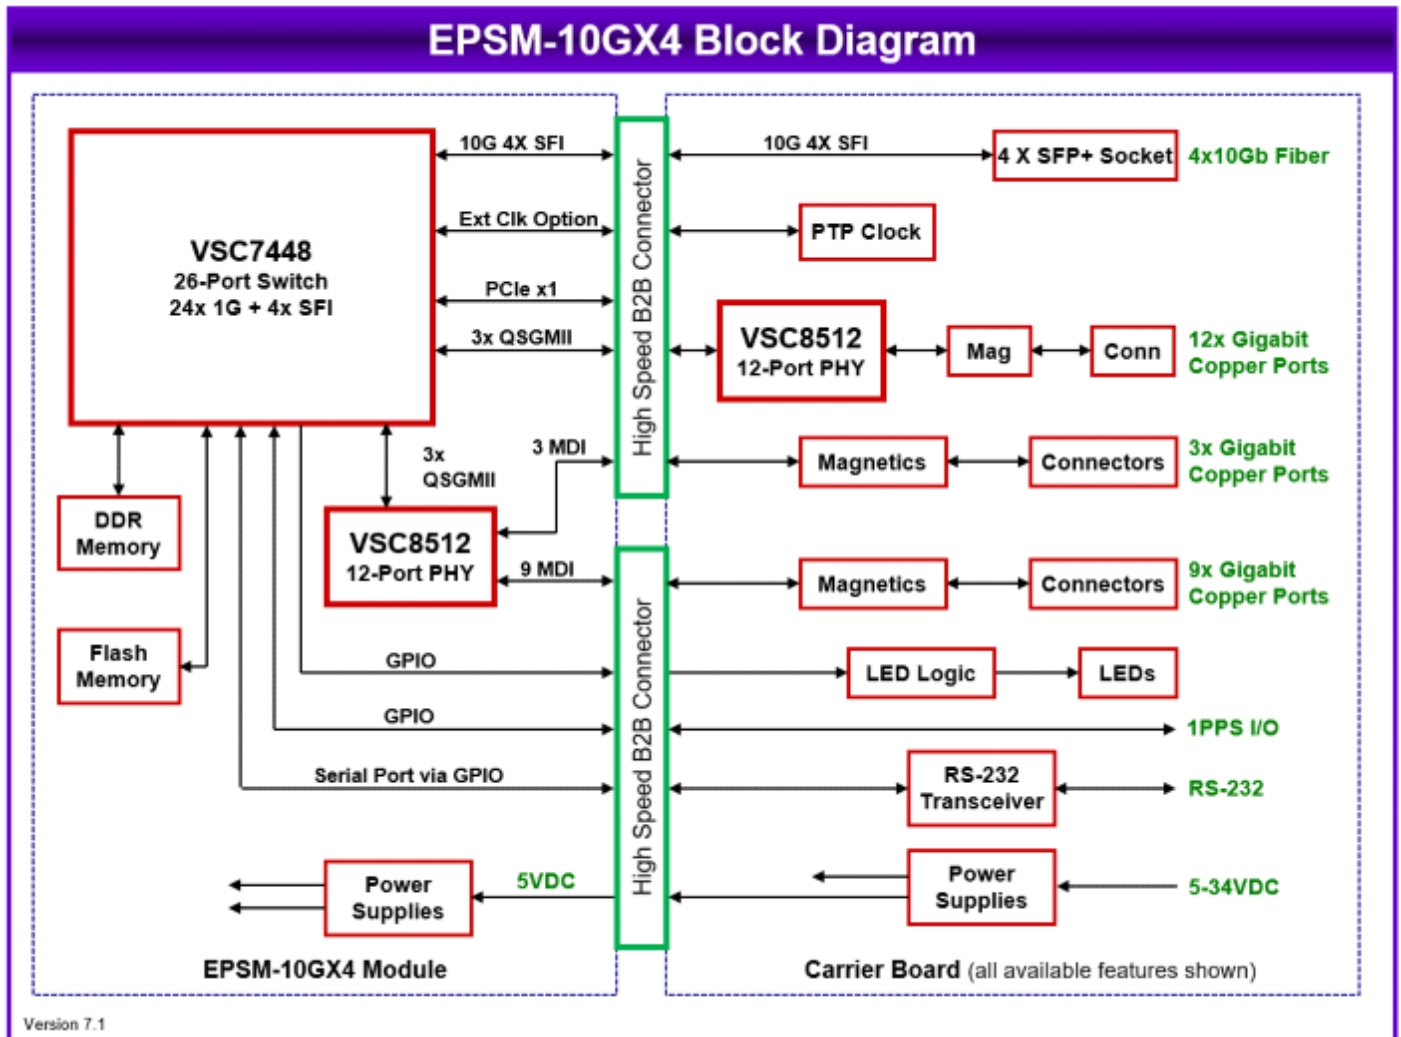 EPSM-10GX4 Block Diagram
10G 4X SFI
10G 4X SFI
4 X SFP+ Socket
4x10Gb Fiber
Ext Clk Option
PTP Clock
VSC7448
26-Port Switch
24x 1G + 4x SFI
PCIe x1
3x QSGMII
High Speed B2B Connector
VSC8512
12-Port PHY
Mag
Conn
12x Gigabit
Copper Ports
3x
QSGMII
3 MDI
Magnetics
Connectors
3x Gigabit
Copper Ports
DDR
Memory
VSC8512
12-Port PHY
9 MDI
Magnetics
Connectors
9x Gigabit
Copper Ports
Flash
Memory
GPIO
High Speed B2B Connector
LED Logic
LEDs
GPIO
1PPS I/O
Serial Port via GPIO
RS-232
Transceiver
RS-232
Power
Supplies
5VDC
Power
Supplies
5-34VDC
EPSM-10GX4 Module
Carrier Board (all available features shown)
Version 7.1